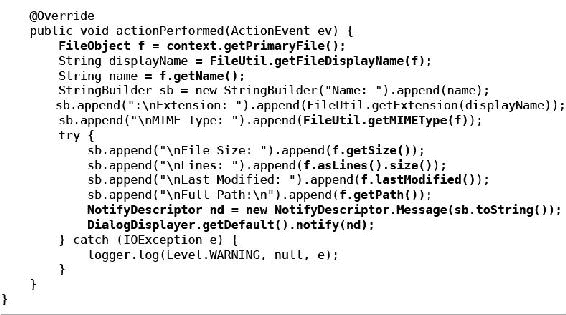 @Override
public void actionPerformed(ActionEvent ev) {
FileObject f = context.getPrimaryFile();
String displayName = FileUtil.getFileDisplayName(f);
String name = f.getName();
StringBuilder sb = new StringBuilder("Name: ").append(name);
sb.append(":\nExtension: ").append(FileUtil.getExtension(displayName));
sb.append("\nMIME Type: ").append(FileUtil.getMIMEType(f));
try {
sb.append("\nFile Size: ").append(f.getSize());
sb.append("\nLines: ").append(f.asLines().size());
sb.append("\nLast Modified: ").append(f.lastModified());
sb.append("\nFull Path:\n").append(f.getPath());
NotifyDescriptor nd = new NotifyDescriptor.Message(sb.toString());
DialogDisplayer.getDefault().notify(nd);
} catch (IOException e) {
logger.log(Level.WARNING, null, e);
}
}
}